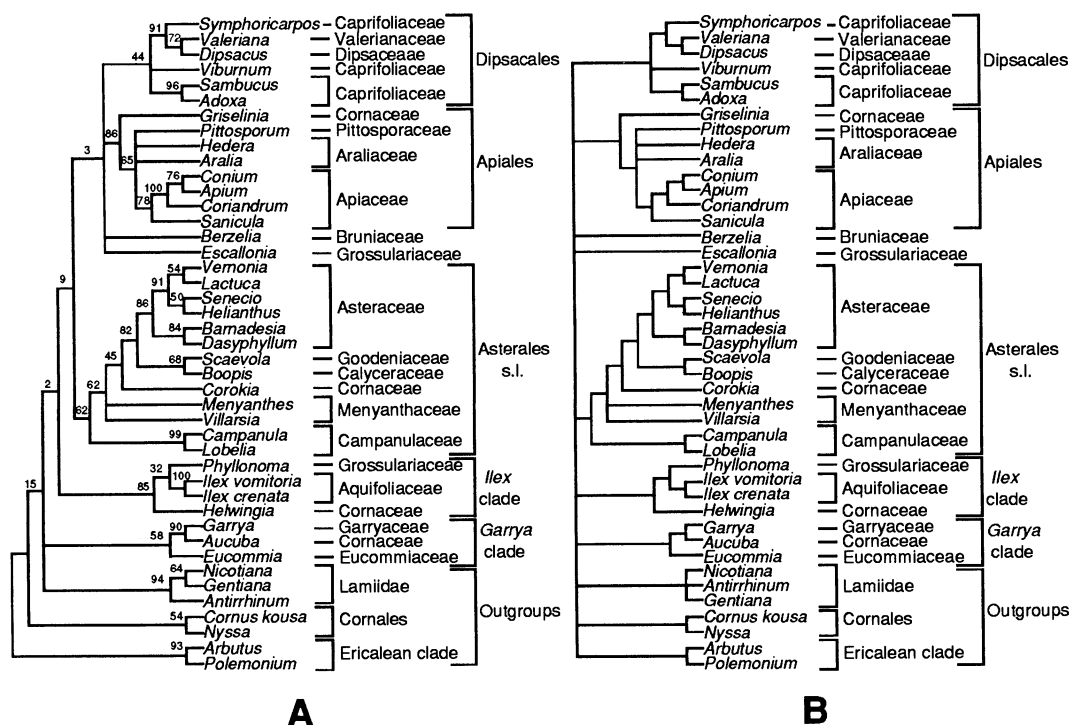 Symphoricarpos – Caprifoliaceae
Valeriana Valerianaceae
Dipsacus Dipsaceaae
Viburnum Caprifoliaceae
Sambucus
Adoxa
Caprifoliaceae
Dipsacales
Griselinia Cornaceae
Pittosporum Pittosporaceae
Hedera
Aralia
Araliaceae
Conium
Apium
Coriandrum
Sanicula
Apiaceae
Apiales
Berzelia Bruniaceae
Escallonia Grossulariaceae
Vernonia
Lactuca
Senecio
Helianthus
Barnadesia
Dasyphyllum
Asteraceae
Scaevola Goodeniaceae
Boopis Calyceraceae
Corokia Cornaceae
Menyanthes
Villarsia
Menyanthaceae
Campanula
Lobelia
Campanulaceae
Asterales
s.l.
Phyllonoma Grossulariaceae
Ilex vomitoria
Ilex crenata
Aquifoliaceae
Helwingia Cornaceae
Ilex
clade
Garrya Garryaceae
Aucuba Cornaceae
Eucommia Eucommiaceae
Garrya
clade
Nicotiana
Gentiana
Antirrhinum
Lamiidae
Cornus kousa
Nyssa
Cornales
Arbutus
Polemonium
Ericalean clade
Outgroups
91
72
44
96
86
65
76
100
78
3
9
54
91
50
86
84
82
45
68
62
62
99
2
32
100
85
15
90
58
64
94
54
93
A
Symphoricarpos Caprifoliaceae
Valeriana Valerianaceae
Dipsacus Dipsaceaae
Viburnum Caprifoliaceae
Sambucus
Adoxa
Caprifoliaceae
Dipsacales
Griselinia Cornaceae
Pittosporum Pittosporaceae
Hedera
Aralia
Araliaceae
Conium
Apium
Coriandrum
Sanicula
Apiaceae
Apiales
Berzelia Bruniaceae
Escallonia Grossulariaceae
Vernonia
Lactuca
Senecio
Helianthus
Barnadesia
Dasyphyllum
Asteraceae
Scaevola Goodeniaceae
Boopis Calyceraceae
Corokia Cornaceae
Menyanthes
Villarsia
Menyanthaceae
Campanula
Lobelia
Campanulaceae
Asterales
s.l.
Phyllonoma Grossulariaceae
Ilex vomitoria
Ilex crenata
Aquifoliaceae
Helwingia Cornaceae
Ilex
clade
Garrya Garryaceae
Aucuba Cornaceae
Eucommia Eucommiaceae
Garrya
clade
Nicotiana
Antirrhinum
Gentiana
Lamiidae
Cornus kousa
Nyssa
Cornales
Arbutus
Polemonium
Ericalean clade
Outgroups
B